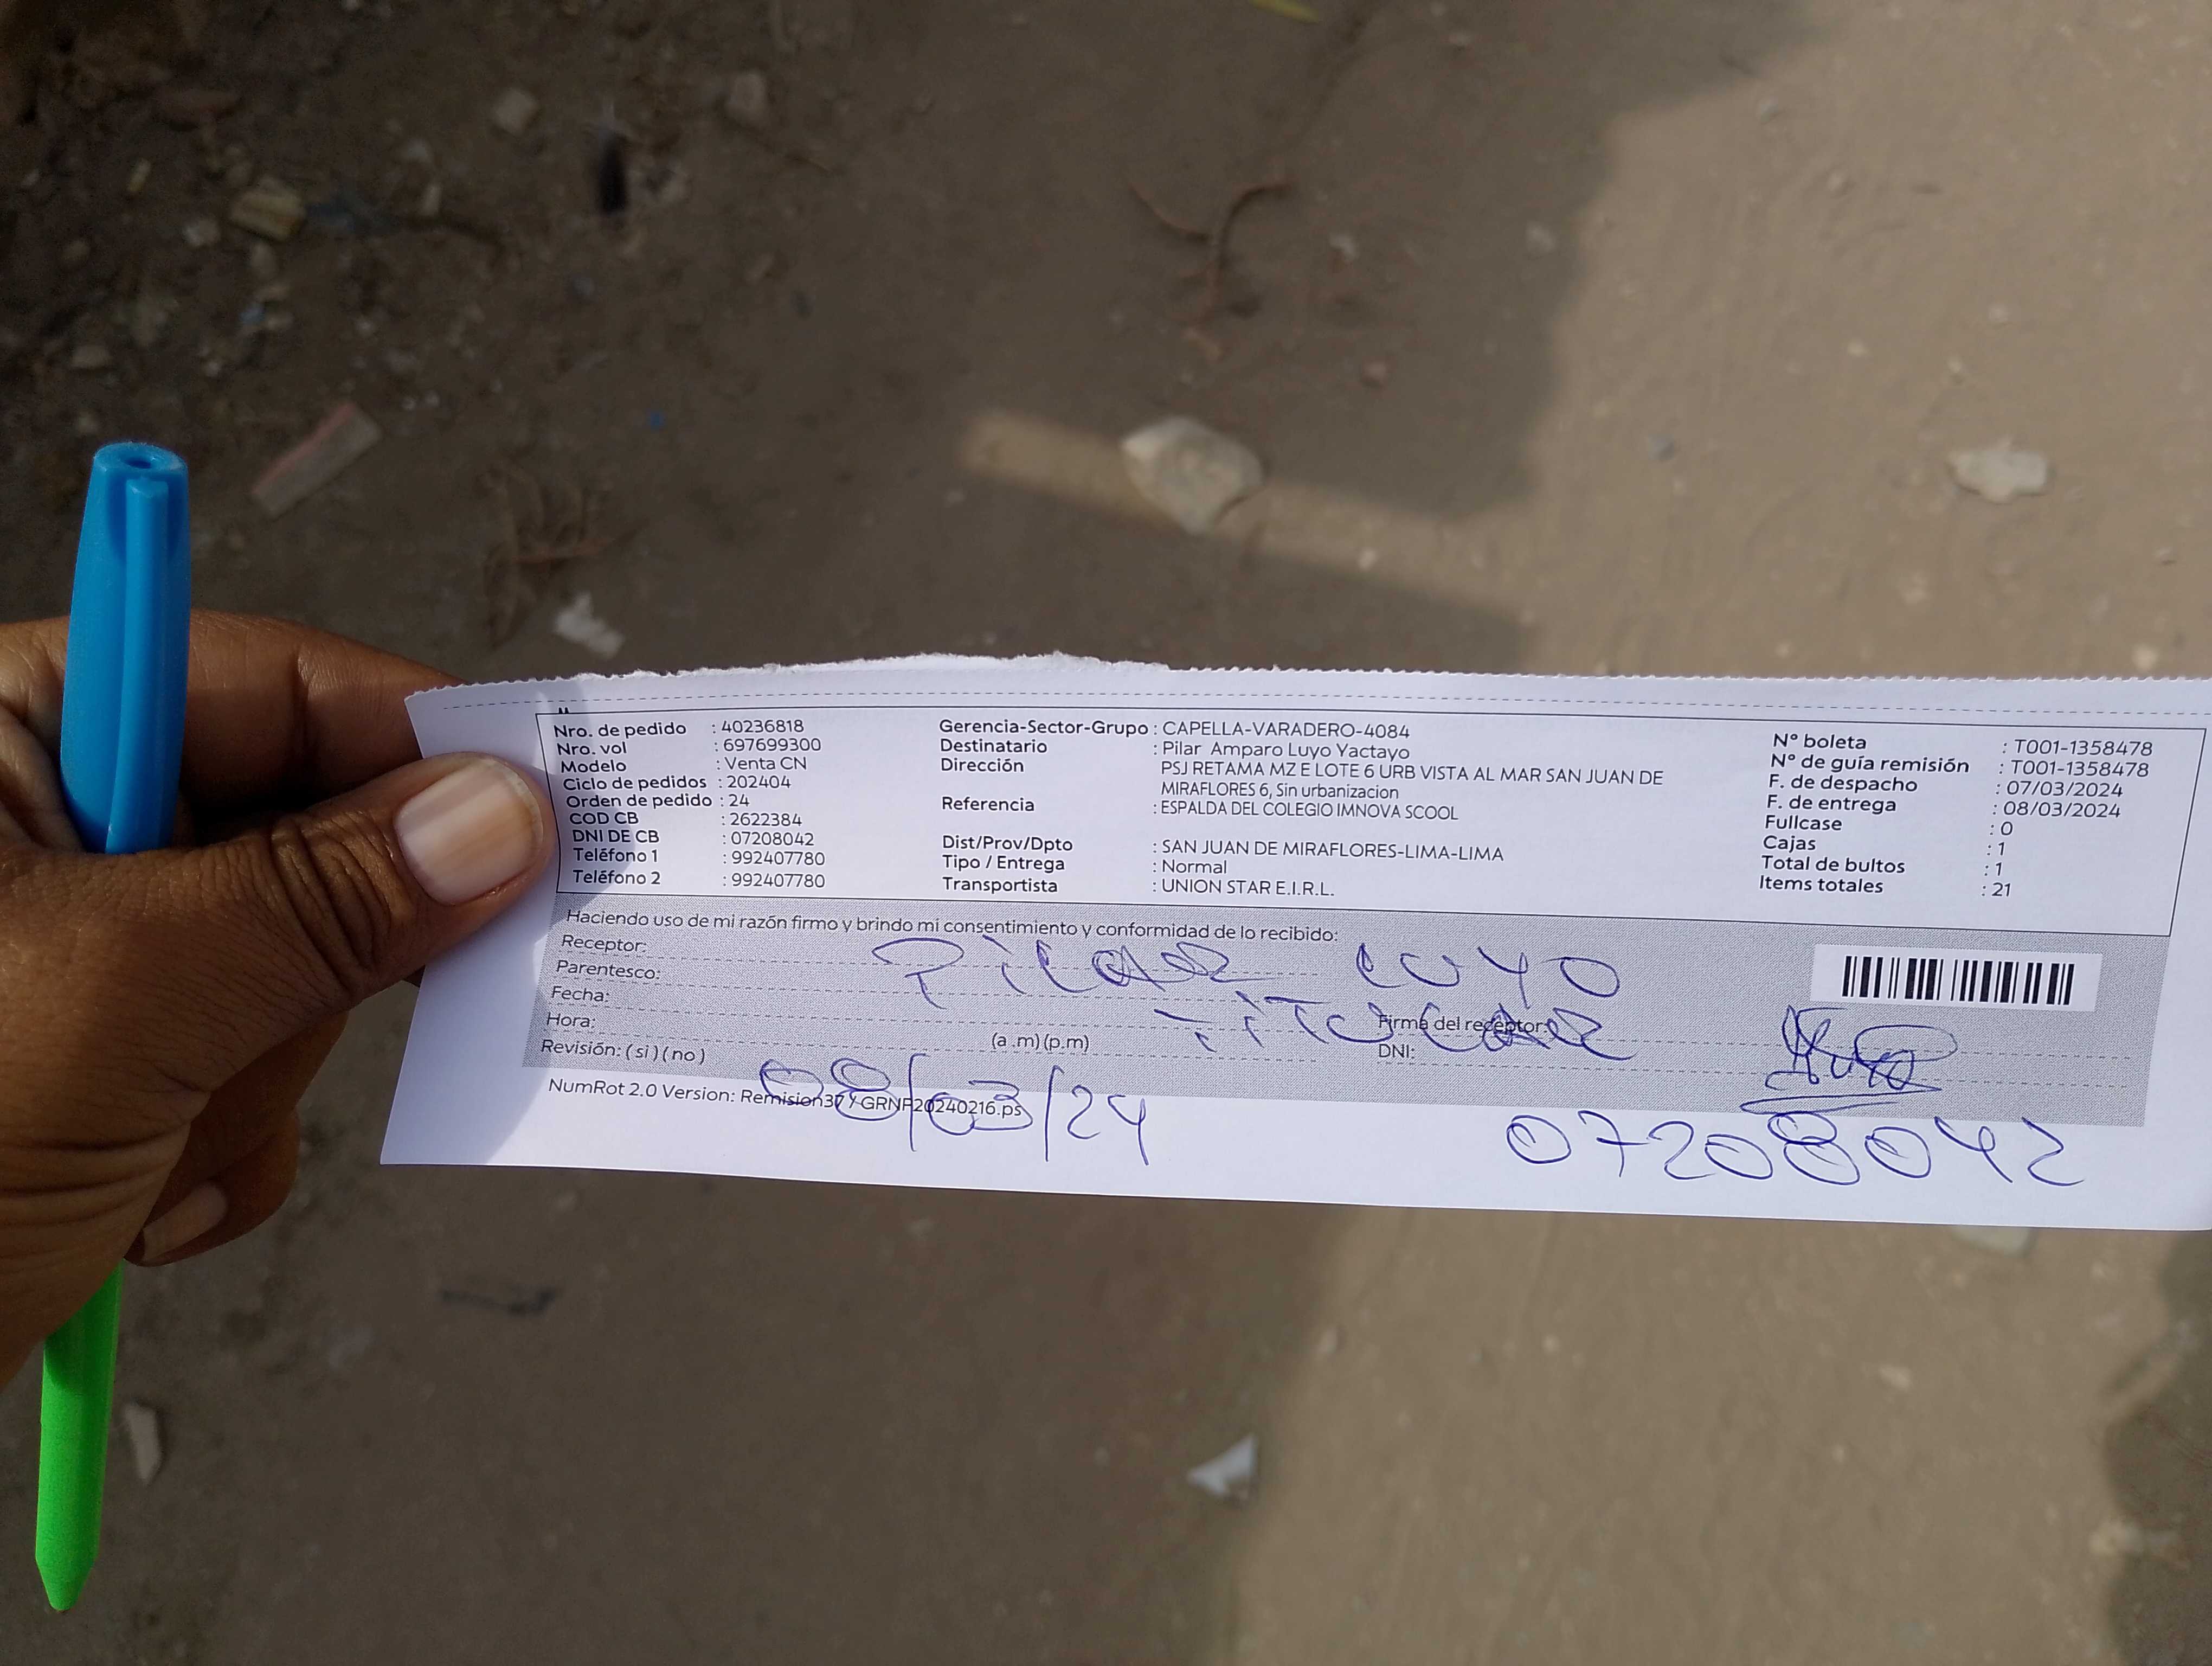 Nro. de pedido : 40236818
Nro. vol : 697699300
Modelo : Venta CN
Ciclo de pedidos : 202404
Orden de pedido : 24
COD CB : 2622384
DNI DE CB : 07208042
Teléfono 1 : 992407780
Teléfono 2 : 992407780
Gerencia-Sector-Grupo : CAPELLA-VARADERO-4084
Destinatario : Pilar Amparo Luyo Yactayo
Dirección PSJ RETAMA MZ E LOTE 6 URB VISTA AL MAR SAN JUAN DE
MIRAFLORES 6, Sin urbanizacion
Referencia : ESPALDA DEL COLEGIO IMNOVA SCOOL
Dist/Prov/Dpto : SAN JUAN DE MIRAFLORES-LIMA-LIMA
Tipo / Entrega : Normal
Transportista : UNION STAR E.I.R.L.
N° boleta : T001-1358478
N° de guía remisión : T001-1358478
F. de despacho : 07/03/2024
F. de entrega : 08/03/2024
Fullcase : 0
Cajas : 1
Total de bultos : 1
Items totales : 21
Haciendo uso de mi razón firmo y brindo mi consentimiento y conformidad de lo recibido:
Receptor: Pilar Luyo
Parentesco: Titular
Fecha: 08/03/24
Hora: (a .m) (p.m)
Revisión: ( si ) ( no )
Firma del receptor:
DNI: 07208042
NumRot 2.0 Version: Remision37 / GRNF20240216.ps